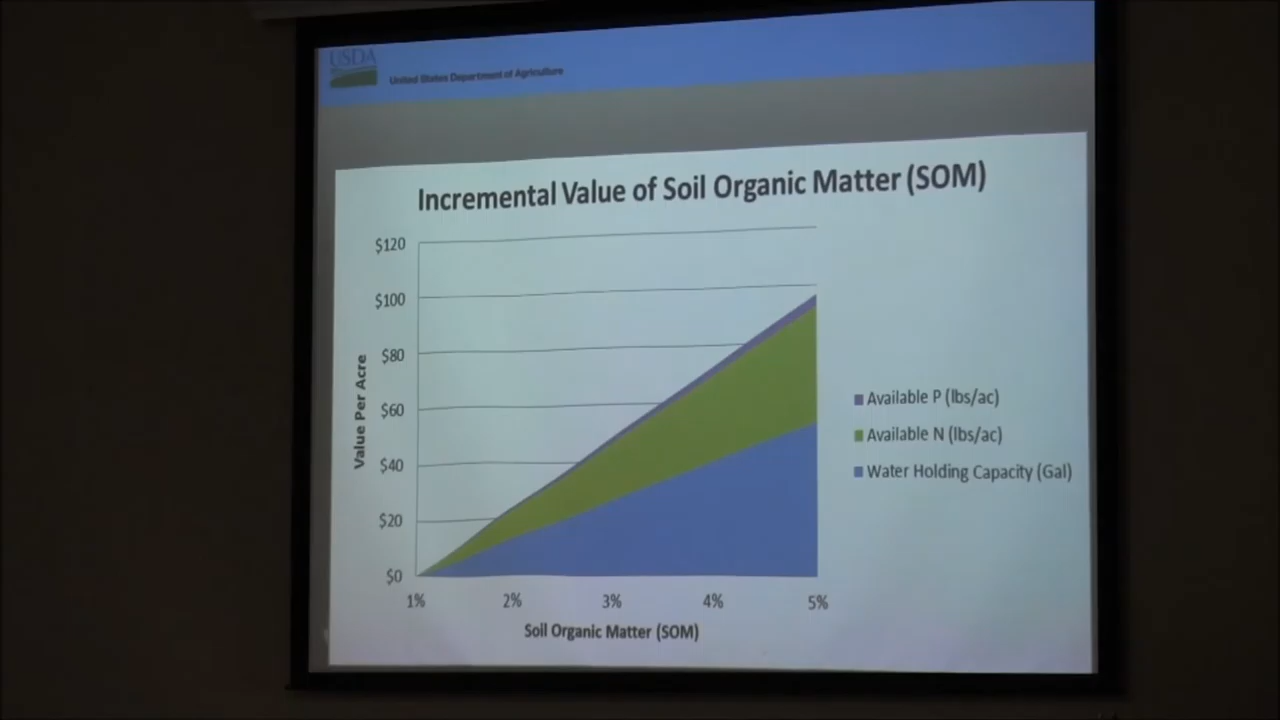 USDA
United States Department of Agriculture
Incremental Value of Soil Organic Matter (SOM)
$120
$100
$80
$60
$40
$20
$0
Value Per Acre
1% 2% 3% 4% 5%
Soil Organic Matter (SOM)
Available P (lbs/ac)
Available N (lbs/ac)
Water Holding Capacity (Gal)